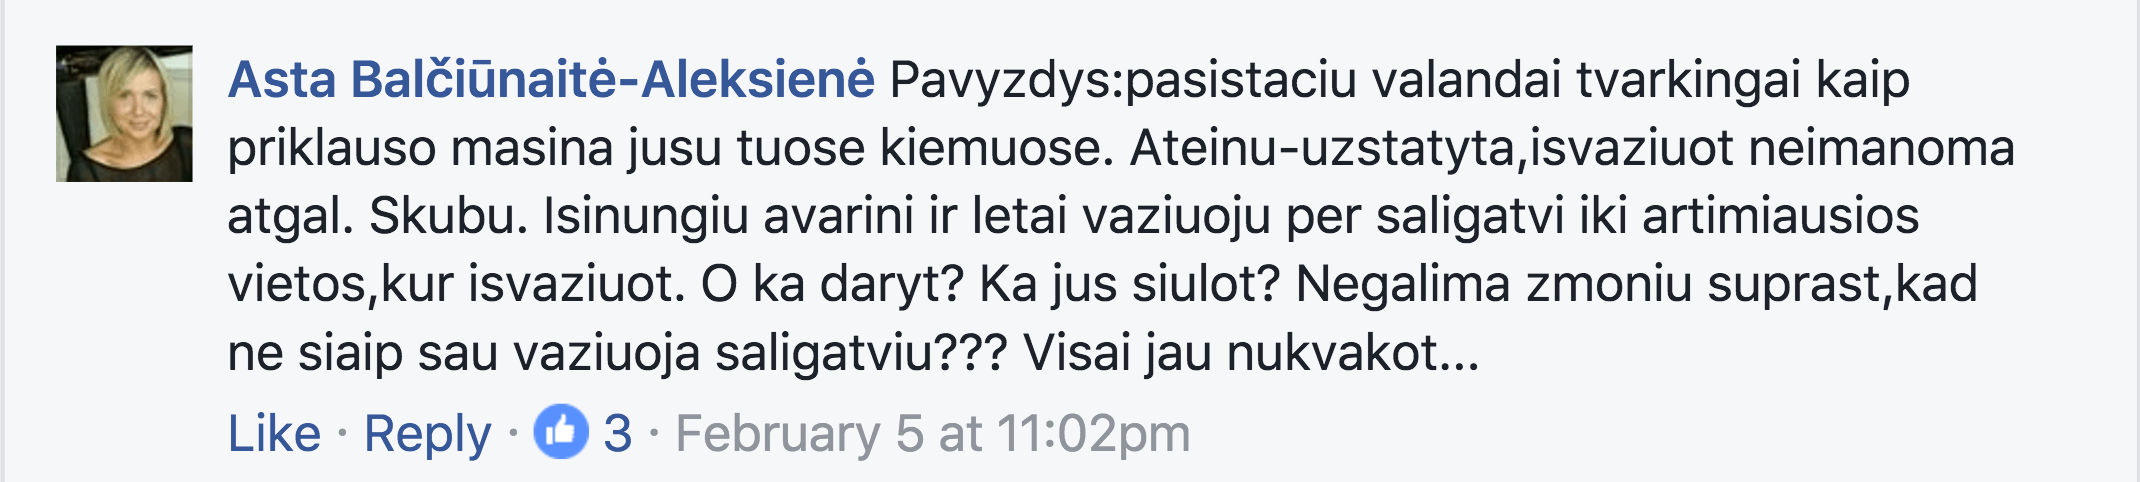 Asta Balčiūnaitė-Aleksienė Pavyzdys:pasistaciu valandai tvarkingai kaip
priklauso masina jusu tuose kiemuose. Ateinu-uzstatyta,isvaziuot neimanoma
atgal. Skubu. Isinungiu avarini ir letai vaziuoju per saligatvi iki artimiausios
vietos,kur isvaziuot. O ka daryt? Ka jus siulot? Negalima zmoniu suprast,kad
ne siaip sau vaziuoja saligatviu??? Visai jau nukvakot...
Like · Reply · 3 · February 5 at 11:02pm